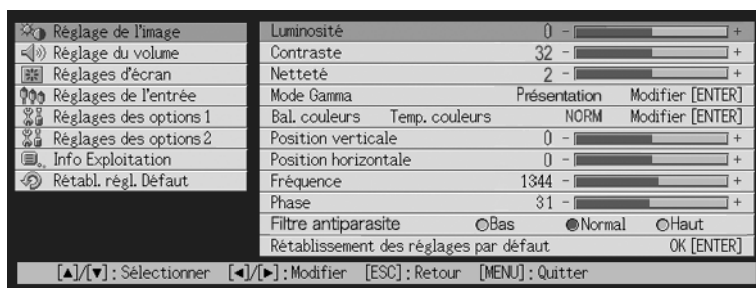 Réglage de l'image
Réglage du volume
Réglages d'écran
Réglages de l'entrée
Réglages des options 1
Réglages des options 2
Info Exploitation
Rétabl. régl. Défaut
Luminosité 0 - +
Contraste 32 - +
Netteté 2 - +
Mode Gamma Présentation Modifier [ENTER]
Bal. couleurs Temp. couleurs NORM Modifier [ENTER]
Position verticale 0 - +
Position horizontale 0 - +
Fréquence 1344 - +
Phase 31 - +
Filtre antiparasite Bas Normal Haut
Rétablissement des réglages par défaut OK [ENTER]
[▲]/[▼] : Sélectionner [◄]/[►] : Modifier [ESC] : Retour [MENU] : Quitter